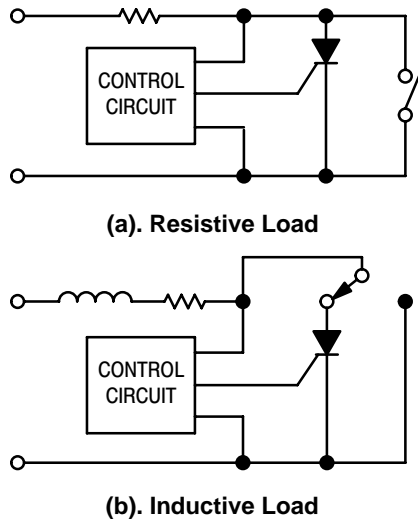 CONTROL
CIRCUIT
(a). Resistive Load
CONTROL
CIRCUIT
(b). Inductive Load